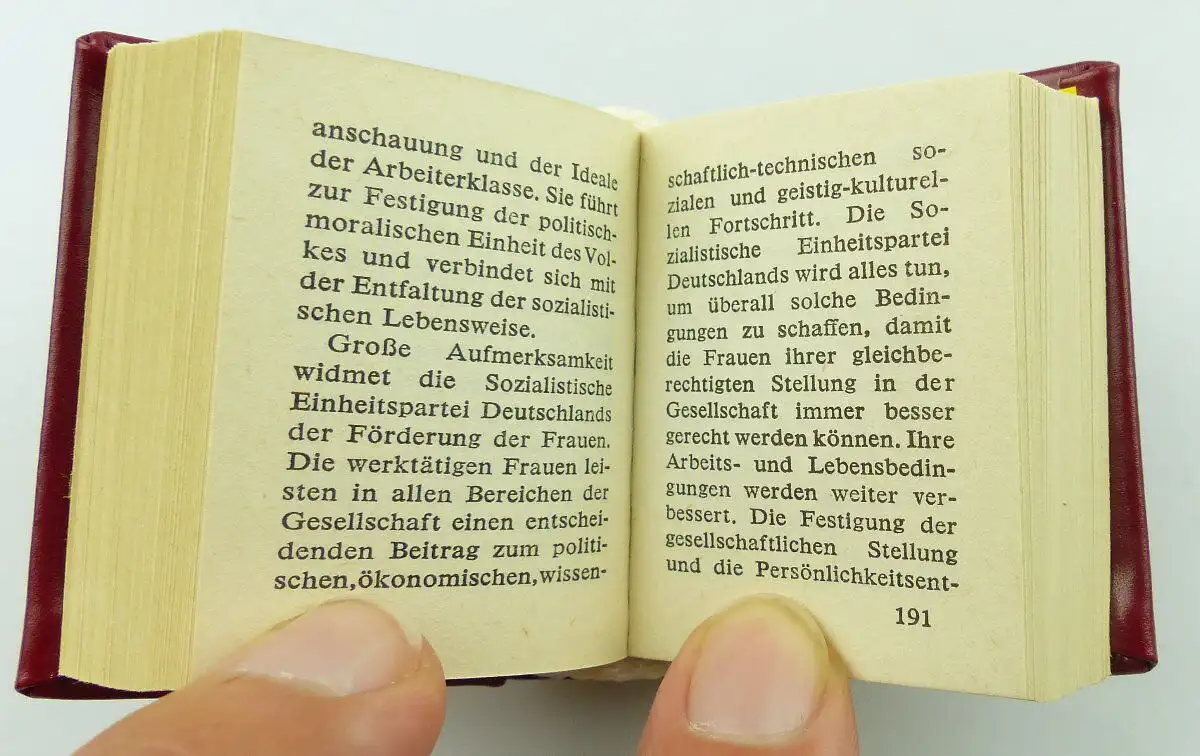 anschauung und der Ideale
der Arbeiterklasse. Sie führt
zur Festigung der politisch-
moralischen Einheit des Vol-
kes und verbindet sich mit
der Entfaltung der sozialisti-
schen Lebensweise.
Große Aufmerksamkeit
widmet die Sozialistische
Einheitspartei Deutschlands
der Förderung der Frauen.
Die werktätigen Frauen lei-
sten in allen Bereichen der
Gesellschaft einen entschei-
denden Beitrag zum politi-
schen, ökonomischen, wissen-
schaftlich-technischen so-
zialen und geistig-kulturel-
len Fortschritt. Die So-
zialistische Einheitspartei
Deutschlands wird alles tun,
um überall solche Bedin-
gungen zu schaffen, damit
die Frauen ihrer gleichbe-
rechtigten Stellung in der
Gesellschaft immer besser
gerecht werden können. Ihre
Arbeits- und Lebensbedin-
gungen werden weiter ver-
bessert. Die Festigung der
gesellschaftlichen Stellung
und die Persönlichkeitsent-
191